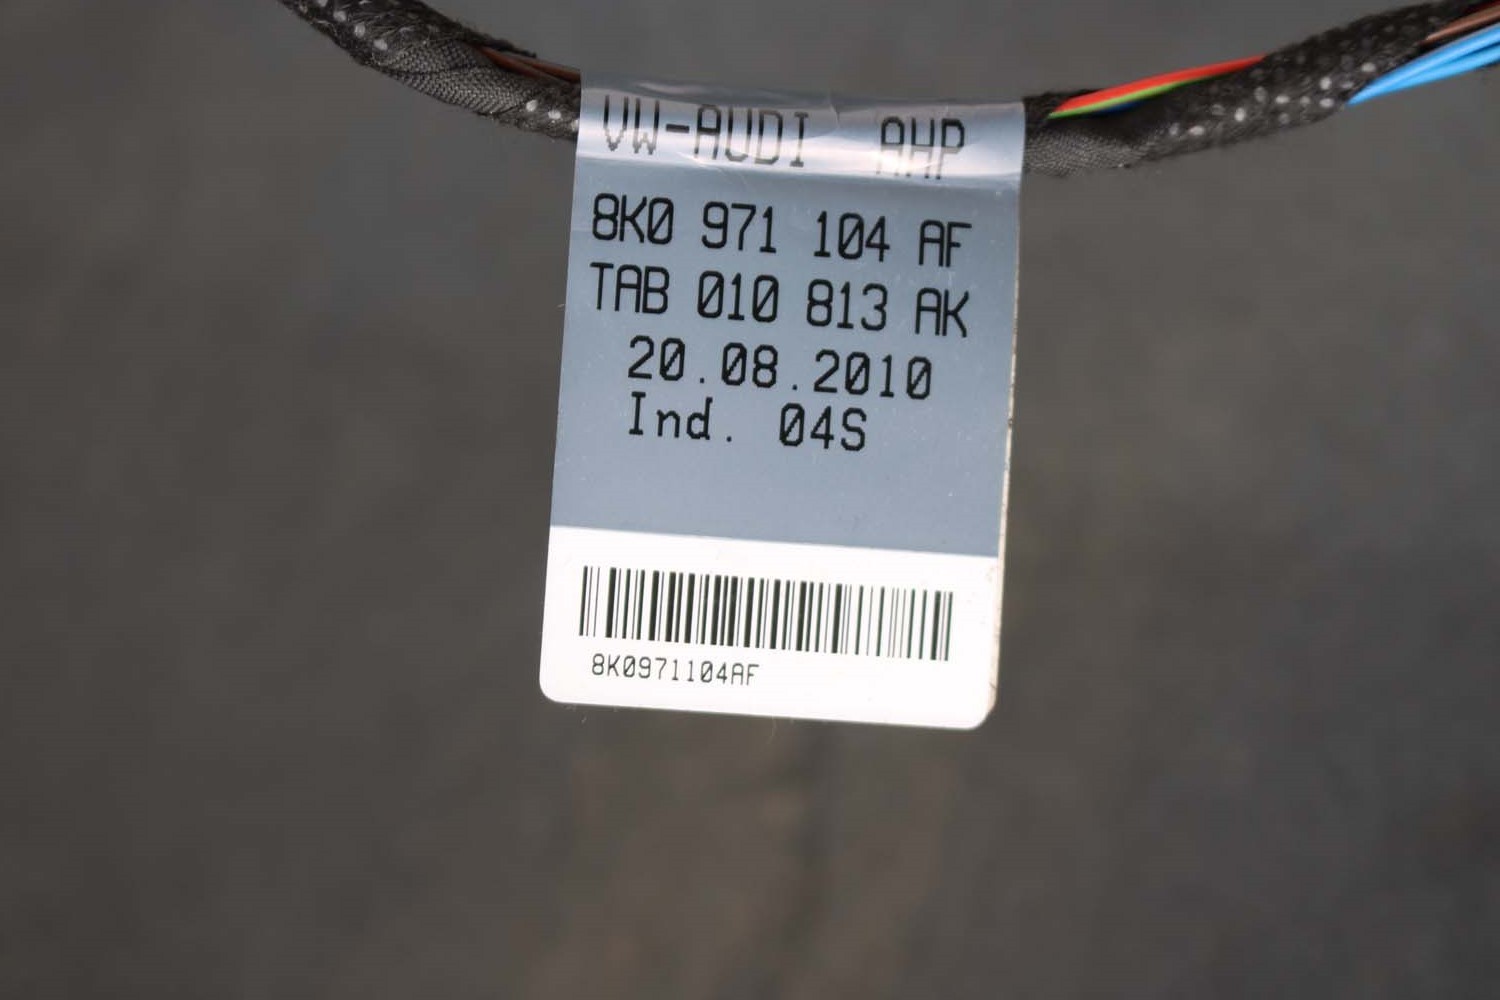 VW-AUDI AHP
8K0 971 104 AF
TAB 010 813 AK
20.08.2010
Ind. 04S
8K0971104AF